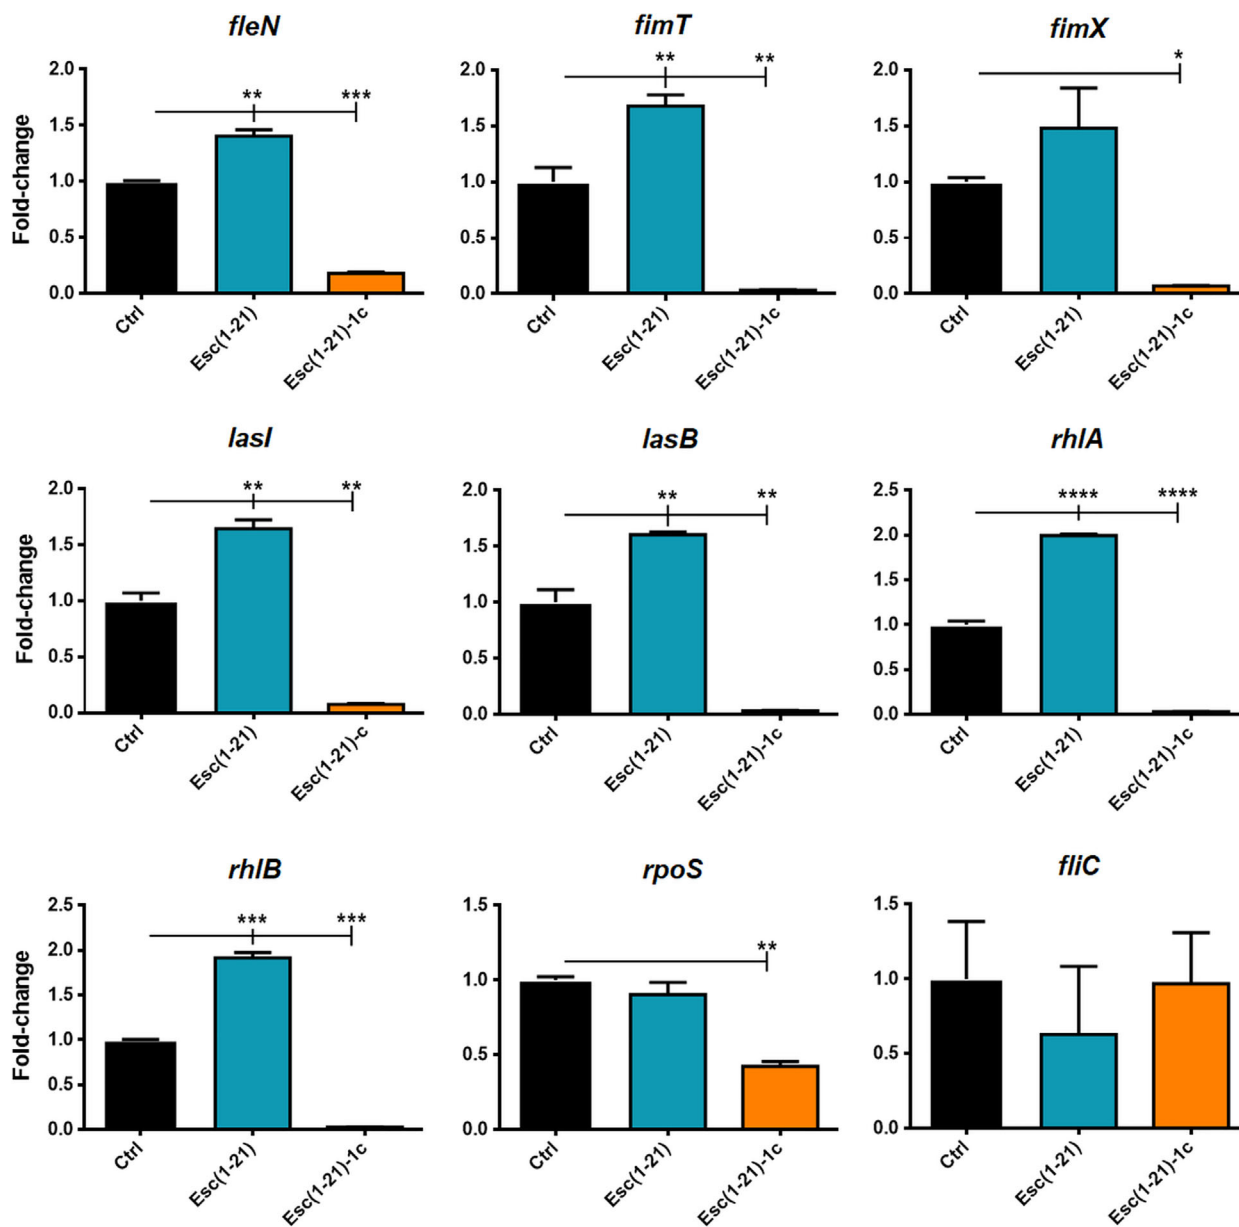 fleN
fimT
fimX
Fold-change
2.0
1.5
1.0
0.5
0.0
** ***
Ctrl
Esc(1-21)
Esc(1-21)-1c
2.0
1.5
1.0
0.5
0.0
** **
Ctrl
Esc(1-21)
Esc(1-21)-1c
2.0
1.5
1.0
0.5
0.0
*
Ctrl
Esc(1-21)
Esc(1-21)-1c
lasI
lasB
rhlA
Fold-change
2.0
1.5
1.0
0.5
0.0
** **
Ctrl
Esc(1-21)
Esc(1-21)-c
2.0
1.5
1.0
0.5
0.0
** **
Ctrl
Esc(1-21)
Esc(1-21)-1c
2.5
2.0
1.5
1.0
0.5
0.0
**** ****
Ctrl
Esc(1-21)
Esc(1-21)-1c
rhlB
rpoS
fliC
Fold-change
2.5
2.0
1.5
1.0
0.5
0.0
*** ***
Ctrl
Esc(1-21)
Esc(1-21)-1c
1.5
1.0
0.5
0.0
**
Ctrl
Esc(1-21)
Esc(1-21)-1c
1.5
1.0
0.5
0.0
Ctrl
Esc(1-21)
Esc(1-21)-1c